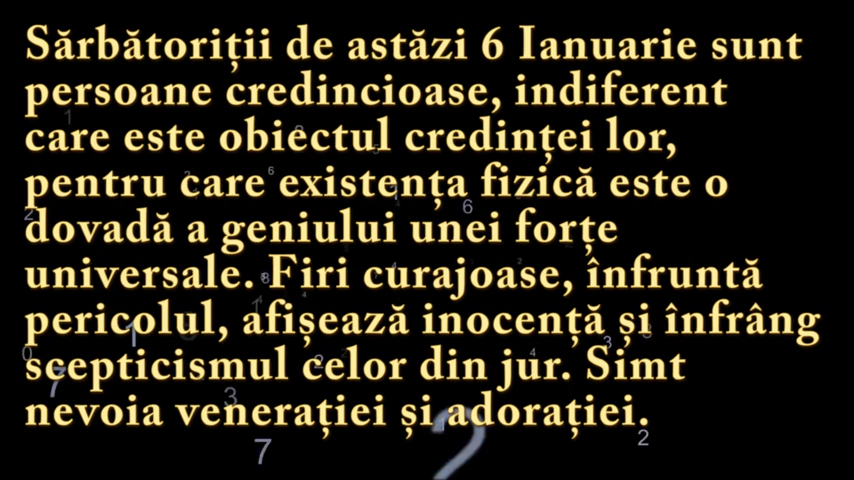 Sărbătoriții de astăzi 6 Ianuarie sunt
persoane credincioase, indiferent
care este obiectul credinței lor,
pentru care existența fizică este o
dovadă a geniului unei forțe
universale. Firi curajoase, înfruntă
pericolul, afișează inocență și înfrâng
scepticismul celor din jur. Simt
nevoia venerației și adorației.